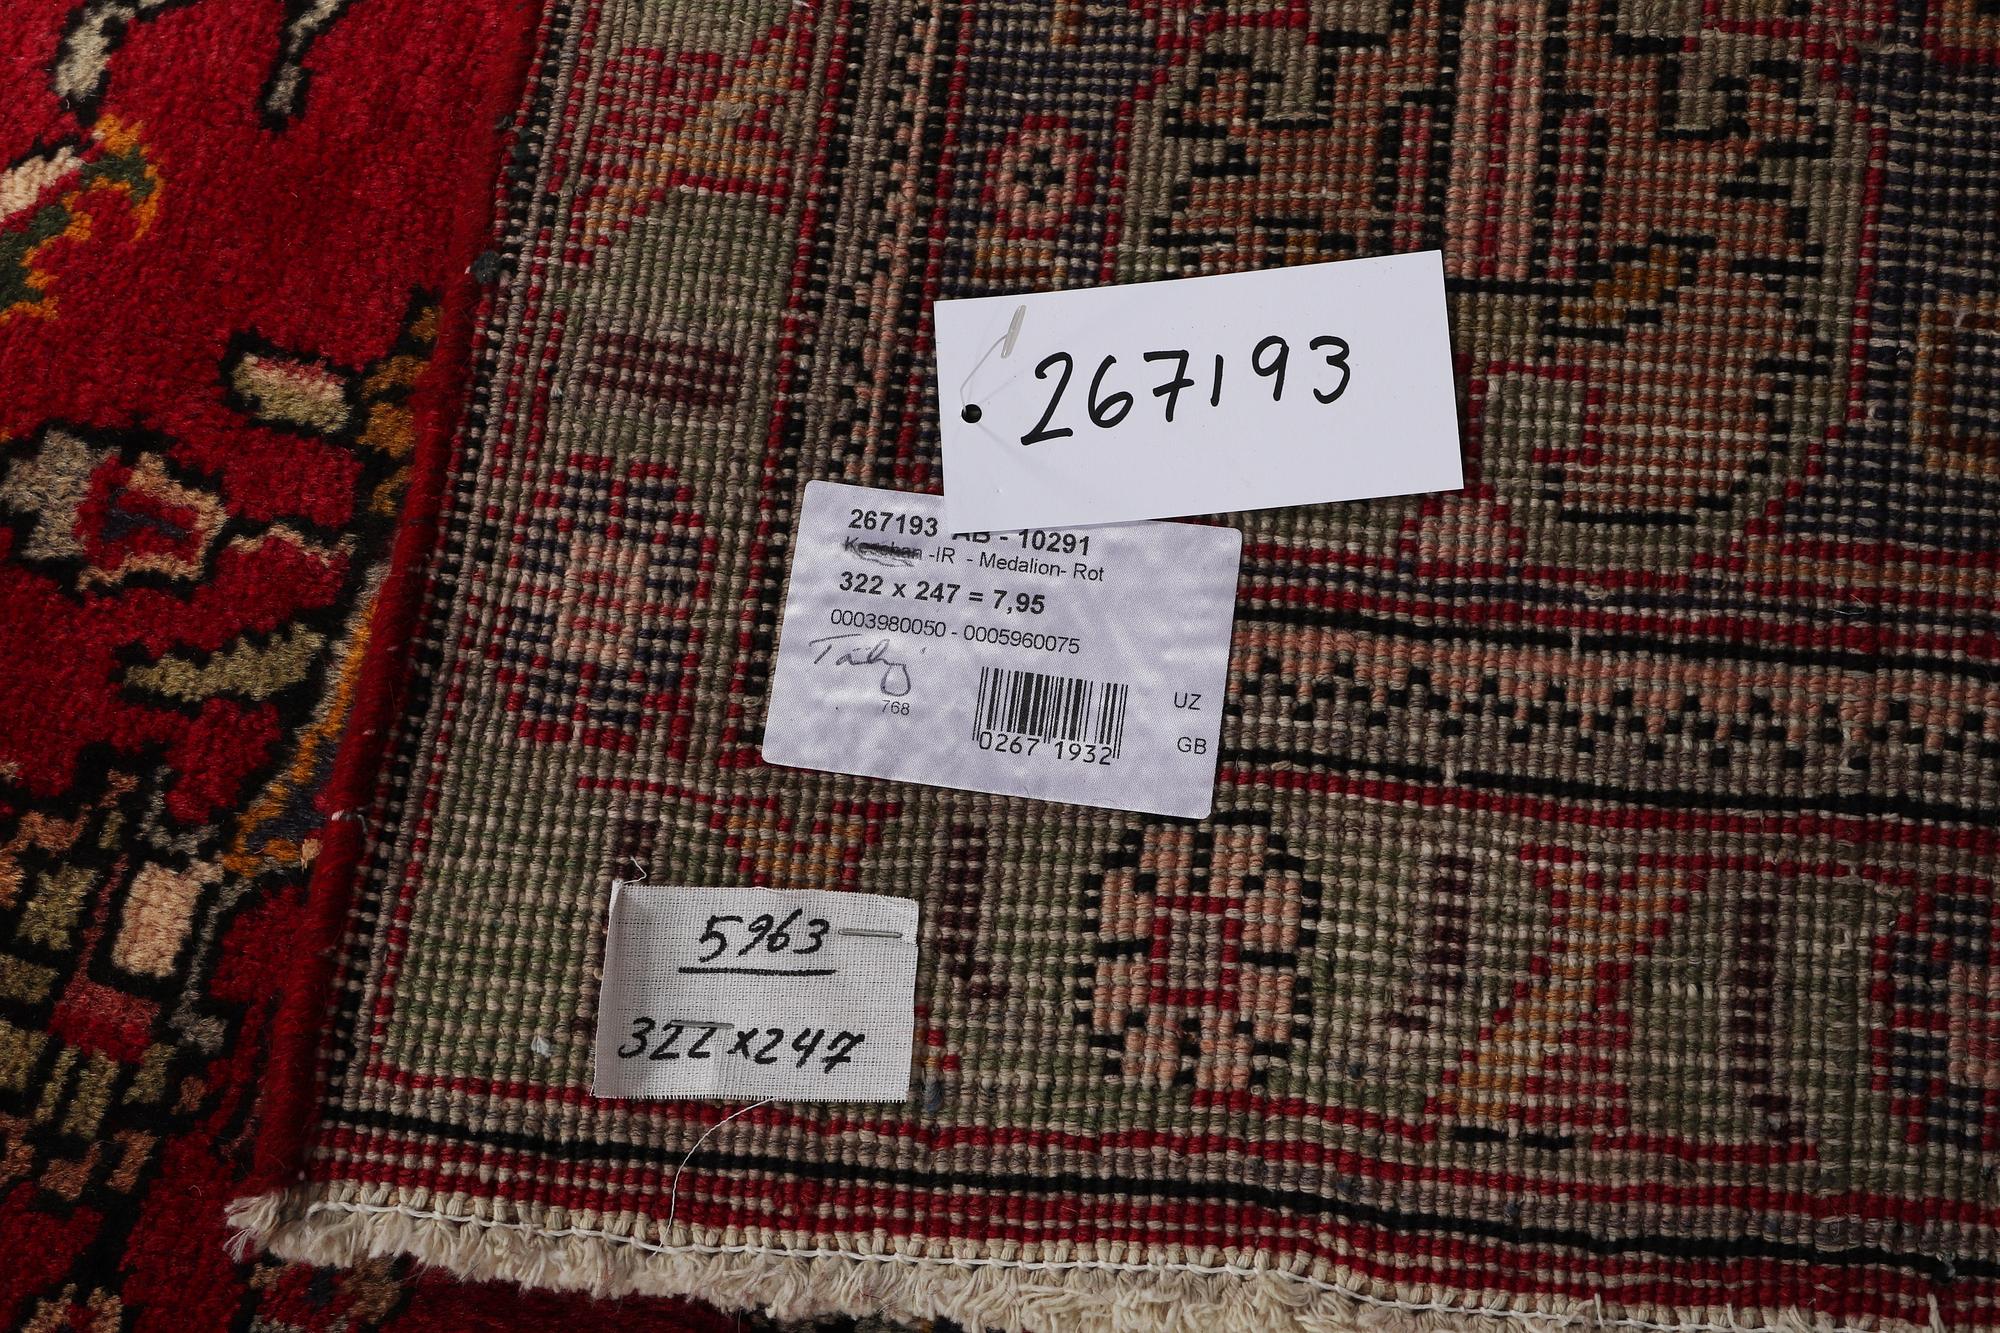 267193
267193 AB - 10291
Keschan -IR - Medalion- Rot
322 x 247 = 7,95
0003980050 - 0005960075
768
UZ
0267 1932
GB
5963
322x247